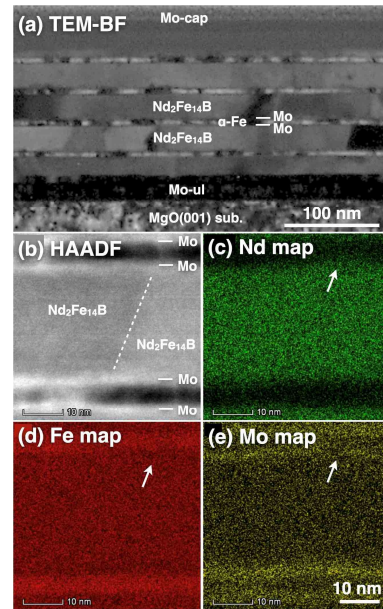 (a) TEM-BF
Mo-cap
Nd₂Fe₁₄B
α-Fe
Mo
Mo
Nd₂Fe₁₄B
Mo-ul
MgO(001) sub.
100 nm
(b) HAADF
Mo
Mo
Nd₂Fe₁₄B
Nd₂Fe₁₄B
Mo
Mo
10 nm
(c) Nd map
10 nm
(d) Fe map
10 nm
(e) Mo map
10 nm
10 nm